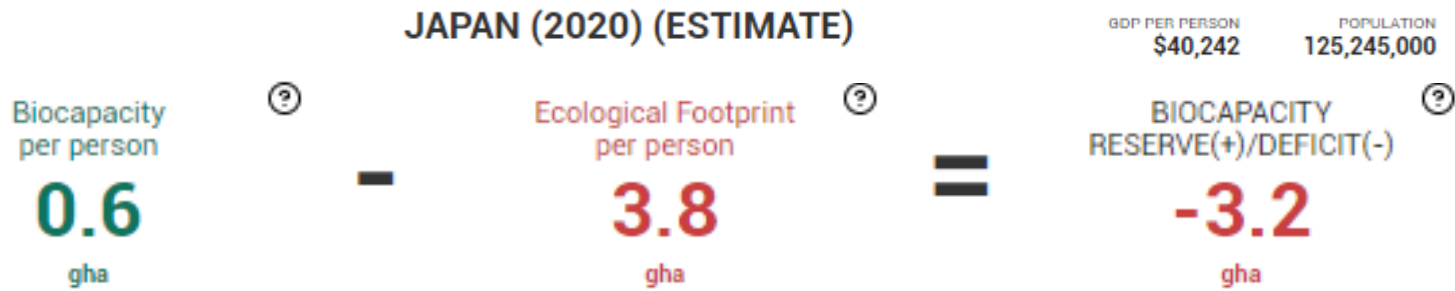 JAPAN (2020) (ESTIMATE)
GDP PER PERSON
$40,242
POPULATION
125,245,000
Biocapacity
per person
0.6
gha
?
-
Ecological Footprint
per person
3.8
gha
?
=
BIOCAPACITY
RESERVE(+)/DEFICIT(-)
-3.2
gha
?